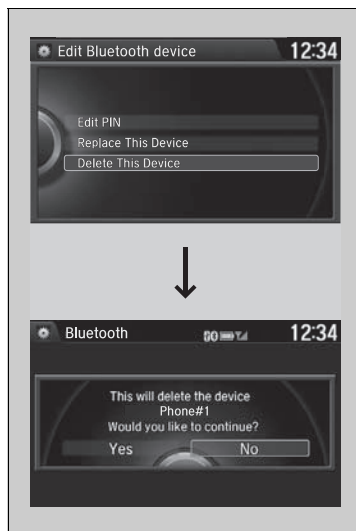 Edit Bluetooth device 12:34
Edit PIN
Replace This Device
Delete This Device
Bluetooth 12:34
This will delete the device
Phone#1
Would you like to continue?
Yes No